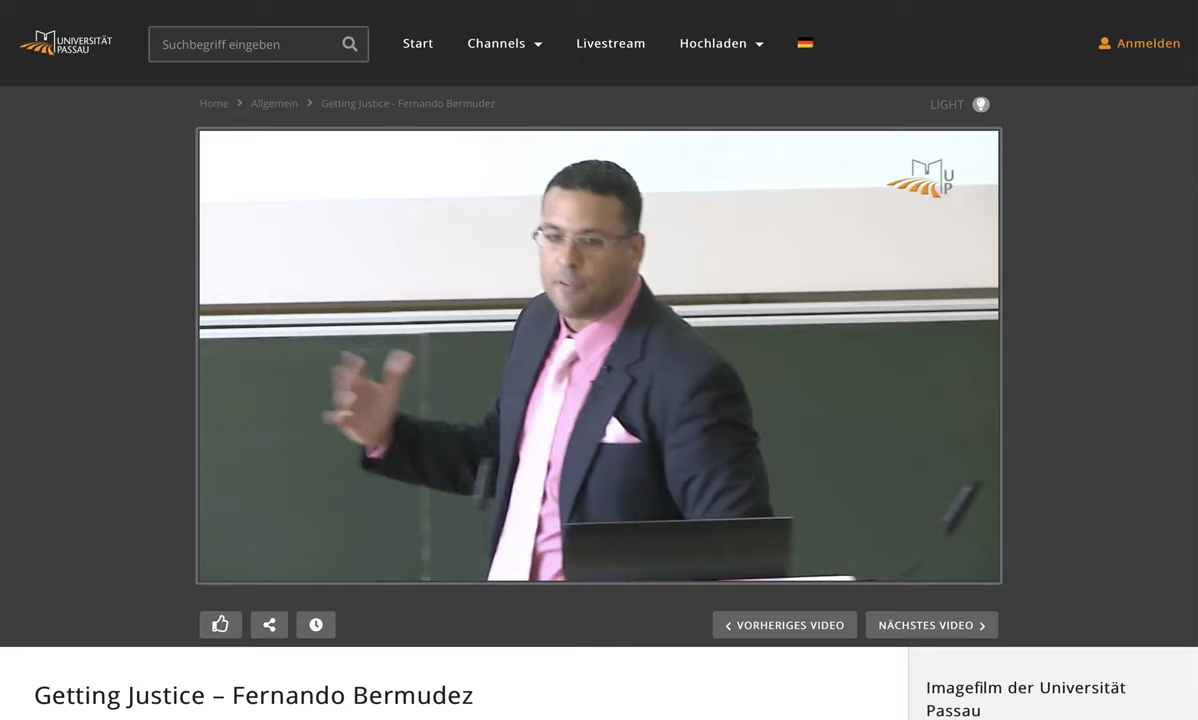 UNIVERSITÄT
PASSAU
Suchbegriff eingeben
Start
Channels
Livestream
Hochladen
Anmelden
Home > Allgemein > Getting Justice - Fernando Bermudez
LIGHT
U
P
VORHERIGES VIDEO
NÄCHSTES VIDEO
Getting Justice – Fernando Bermudez
Imagefilm der Universität
Passau